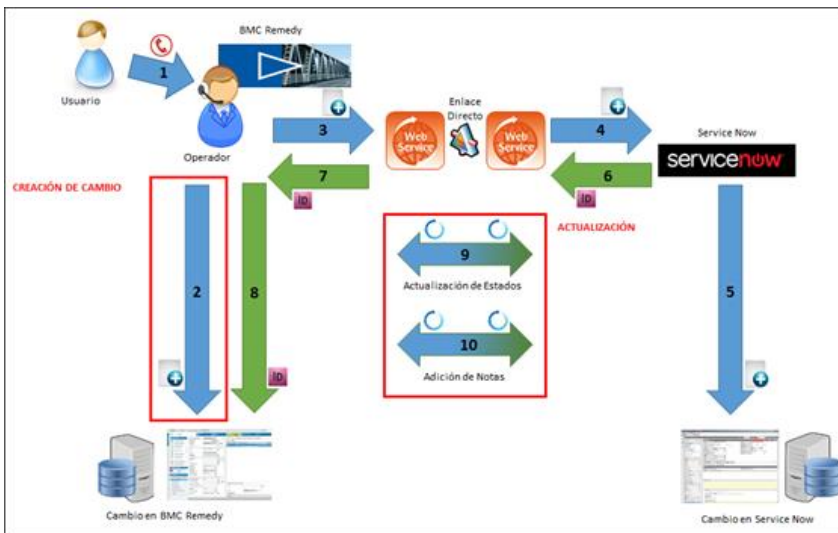 BMC Remedy
1
Usuario
Operador
3
Enlace
Directo
Web
Service
Web
Service
4
Service Now
servicenow
7
6
ID
ID
CREACIÓN DE CAMBIO
ACTUALIZACIÓN
2
8
9
Actualización de Estados
5
10
Adición de Notas
ID
Cambio en BMC Remedy
Cambio en Service Now